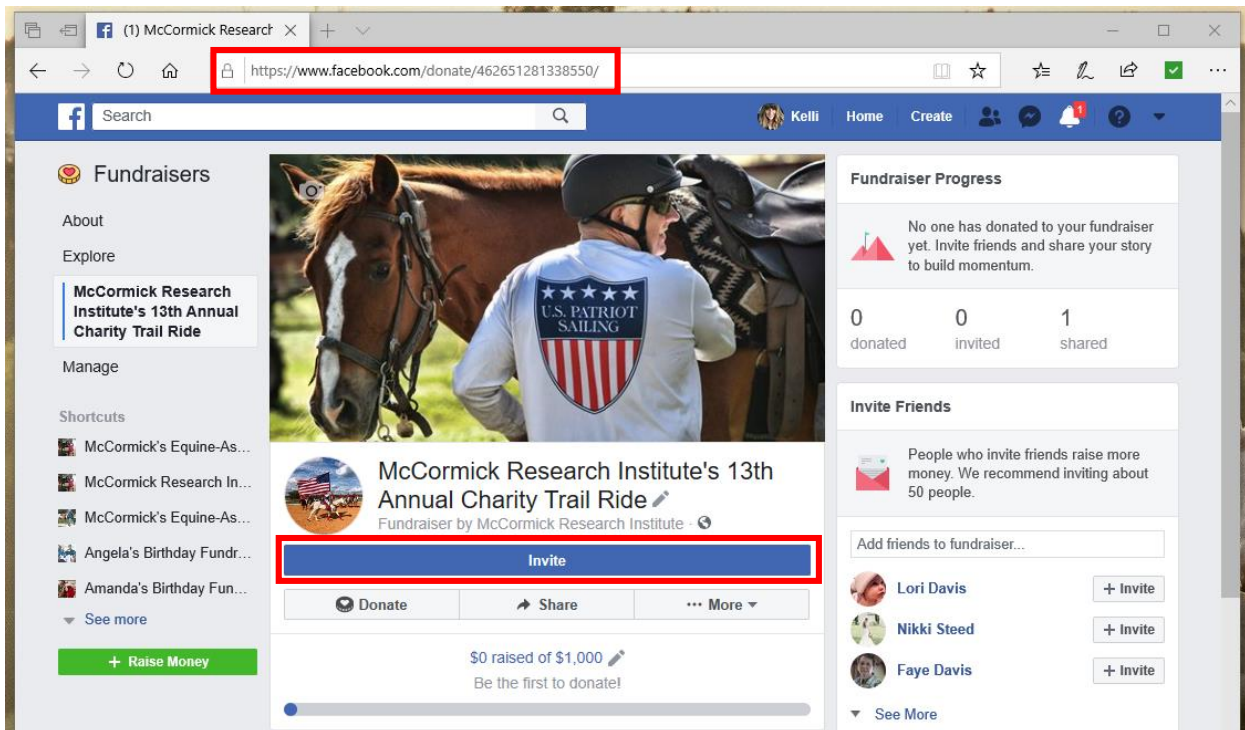 (1) McCormick Research
https://www.facebook.com/donate/462651281338550/
Search
Kelli
Home
Create
1
Fundraisers
About
Explore
McCormick Research
Institute's 13th Annual
Charity Trail Ride
Manage
Shortcuts
McCormick's Equine-As...
McCormick Research In...
McCormick's Equine-As...
Angela's Birthday Fundr...
Amanda's Birthday Fun...
See more
+ Raise Money
U.S. PATRIOT
SAILING
McCormick Research Institute's 13th
Annual Charity Trail Ride
Fundraiser by McCormick Research Institute ·
Invite
Donate
Share
··· More
$0 raised of $1,000
Be the first to donate!
Fundraiser Progress
No one has donated to your fundraiser
yet. Invite friends and share your story
to build momentum.
0 0 1
donated invited shared
Invite Friends
People who invite friends raise more
money. We recommend inviting about
50 people.
Add friends to fundraiser...
Lori Davis + Invite
Nikki Steed + Invite
Faye Davis + Invite
See More